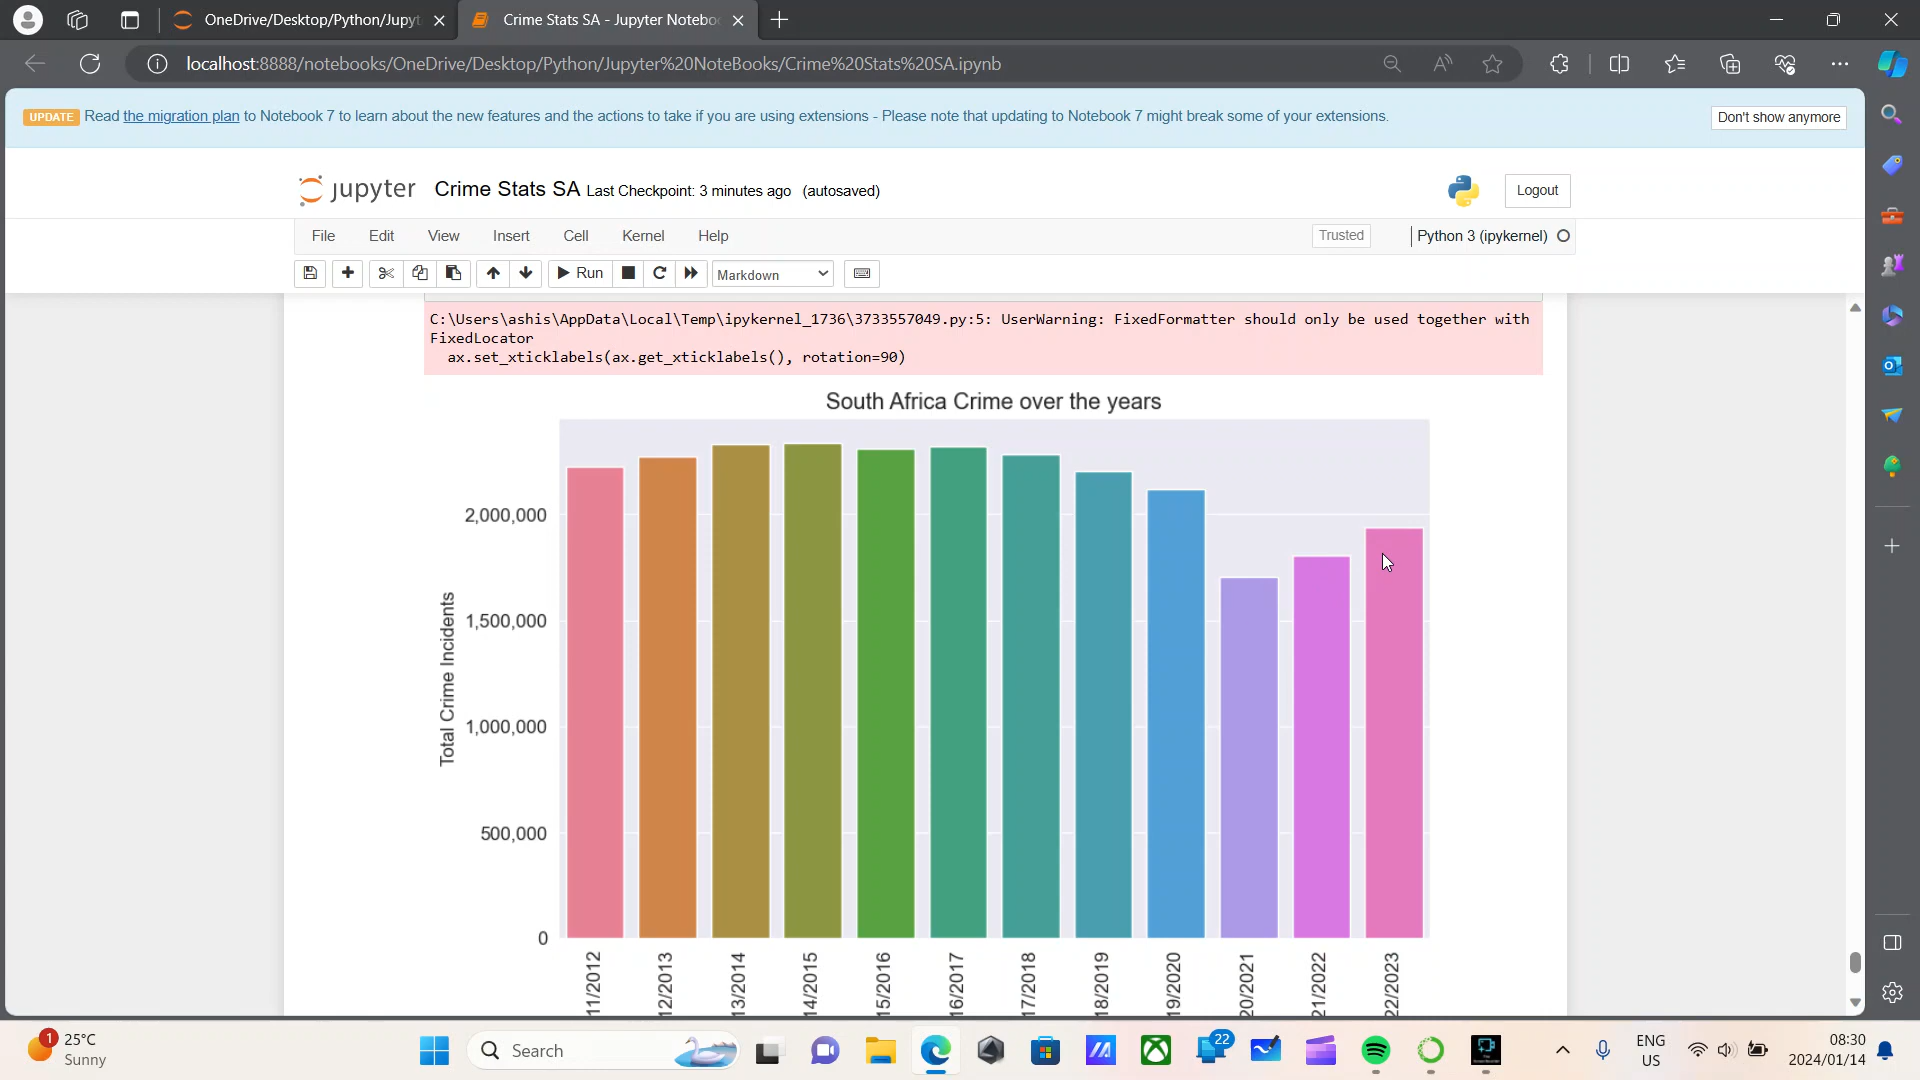 OneDrive/Desktop/Python/Jupyt
Crime Stats SA - Jupyter Notebo
localhost:8888/notebooks/OneDrive/Desktop/Python/Jupyter%20NoteBooks/Crime%20Stats%20SA.ipynb
UPDATE Read the migration plan to Notebook 7 to learn about the new features and the actions to take if you are using extensions - Please note that updating to Notebook 7 might break some of your extensions.
Don't show anymore
jupyter Crime Stats SA Last Checkpoint: 3 minutes ago (autosaved)
Logout
File Edit View Insert Cell Kernel Help
Trusted
Python 3 (ipykernel)
Run
Markdown
C:\Users\ashis\AppData\Local\Temp\ipykernel_1736\3733557049.py:5: UserWarning: FixedFormatter should only be used together with
FixedLocator
ax.set_xticklabels(ax.get_xticklabels(), rotation=90)
South Africa Crime over the years
Total Crime Incidents
2,000,000
1,500,000
1,000,000
500,000
0
11/2012
12/2013
13/2014
14/2015
15/2016
16/2017
17/2018
18/2019
19/2020
20/2021
21/2022
22/2023
1
25°C
Sunny
Search
22
ENG
US
08:30
2024/01/14